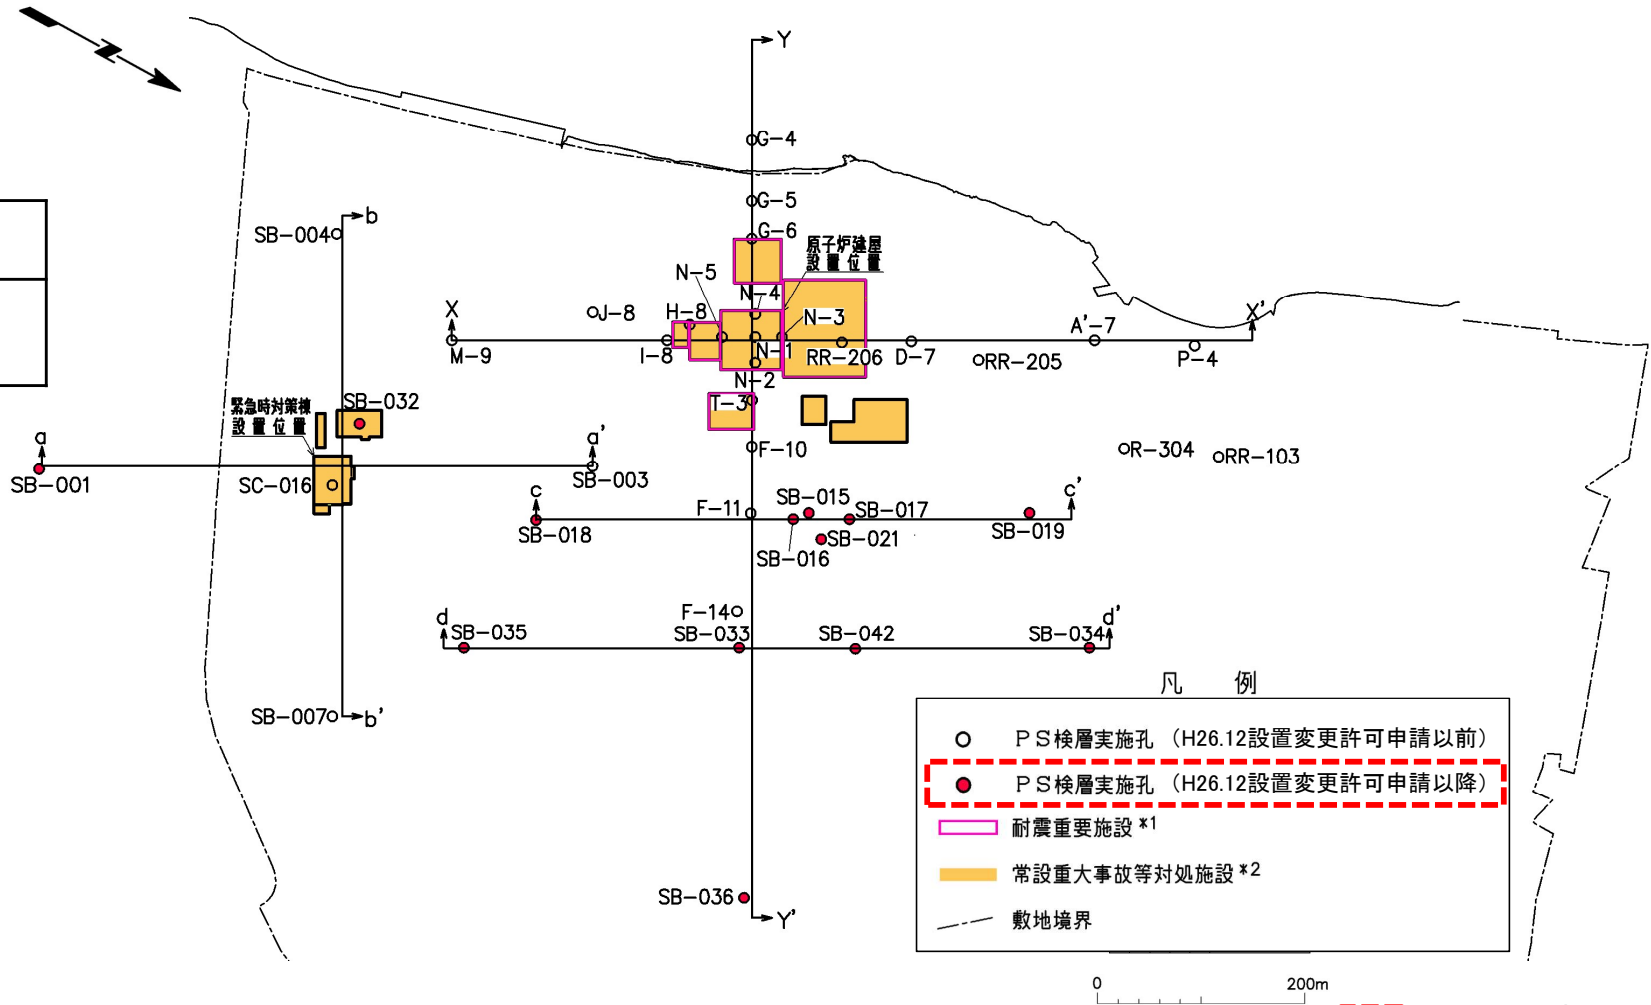 Y
G-4
G-5
b
SB-004
G-6
原子炉建屋
設置位置
N-5
N-4
X
J-8
H-8
N-3
A'-7
X'
M-9
I-8
N-1
RR-206
D-7
RR-205
P-4
N-2
緊急時対策棟
設置位置
SB-032
T-3
a
a'
F-10
R-304
RR-103
SB-001
SC-016
SB-003
c
SB-015
c'
F-11
SB-017
SB-018
SB-019
SB-021
SB-016
F-14
d
d'
SB-035
SB-033
SB-042
SB-034
SB-007
b'
SB-036
Y'
凡 例
PS検層実施孔 (H26.12設置変更許可申請以前)
PS検層実施孔 (H26.12設置変更許可申請以降)
耐震重要施設*1
常設重大事故等対処施設*2
敷地境界
0 200m